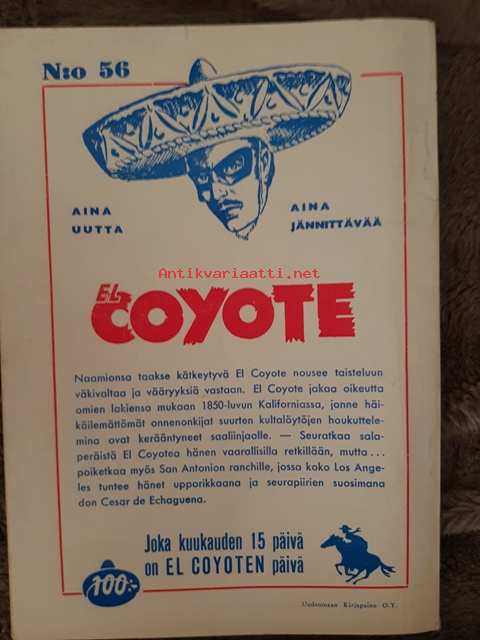 N:o 56
AINA
UUTTA
AINA
JÄNNITTÄVÄÄ
Antikvariaatti.net
EL
COYOTE
Naamionsa taakse kätkeytyvä El Coyote nousee taisteluun
väkivaltaa ja vääryyksiä vastaan. El Coyote jakaa oikeutta
omien lakiensa mukaan 1850-luvun Kaliforniassa, jonne häi-
käilemättömät onnenonkijat suurten kultalöytöjen houkuttele-
mina ovat kerääntyneet saaliinjaolle. — Seuratkaa sala-
peräistä El Coyotea hänen vaarallisilla retkillään, mutta...
poiketkaa myös San Antonion ranchille, jossa koko Los Ange-
les tuntee hänet upporikkaana ja seurapiirien suosimana
don Cesar de Echaguena.
Joka kuukauden 15 päivä
on EL COYOTEN päivä
100:-
Uudenmaan Kirjapaino O.Y.